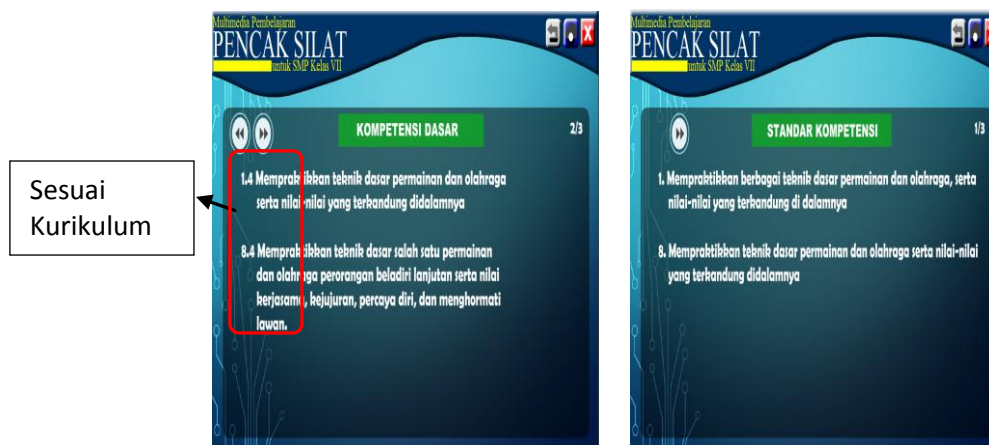 Sesuai
Kurikulum
Multimedia Pembelajaran
PENCAK SILAT
untuk SMP Kelas VII
X
KOMPETENSI DASAR
2/3
1.4 Mempraktikkan teknik dasar permainan dan olahraga
serta nilai-nilai yang terkandung didalamnya
8.4 Mempraktikkan teknik dasar salah satu permainan
dan olahraga perorangan beladiri lanjutan serta nilai
kerjasama, kejujuran, percaya diri, dan menghormati
lawan.
Multimedia Pembelajaran
PENCAK SILAT
untuk SMP Kelas VII
STANDAR KOMPETENSI
1/3
1. Mempraktikkan berbagai teknik dasar permainan dan olahraga, serta
nilai-nilai yang terkandung di dalamnya
8. Mempraktikkan teknik dasar permainan dan olahraga serta nilai-nilai
yang terkandung didalamnya